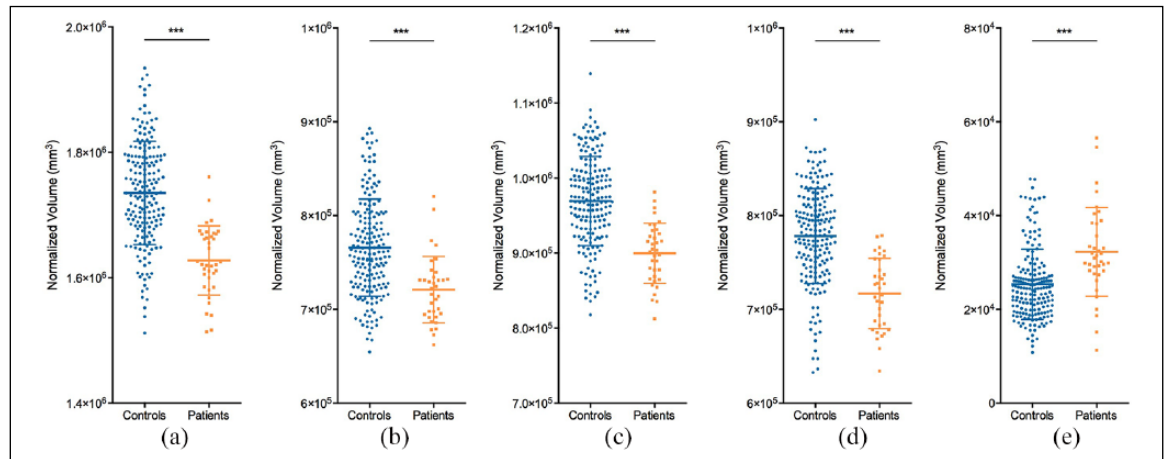 ***
Normalized Volume (mm³)
2.0×10⁶
1.8×10⁶
1.6×10⁶
1.4×10⁶
Controls Patients
(a)
***
Normalized Volume (mm³)
1×10⁶
9×10⁵
8×10⁵
7×10⁵
6×10⁵
Controls Patients
(b)
***
Normalized Volume (mm³)
1.2×10⁶
1.1×10⁶
1.0×10⁶
9.0×10⁵
8.0×10⁵
7.0×10⁵
Controls Patients
(c)
***
Normalized Volume (mm³)
1×10⁶
9×10⁵
8×10⁵
7×10⁵
6×10⁵
Controls Patients
(d)
***
Normalized Volume (mm³)
8×10⁴
6×10⁴
4×10⁴
2×10⁴
0
Controls Patients
(e)